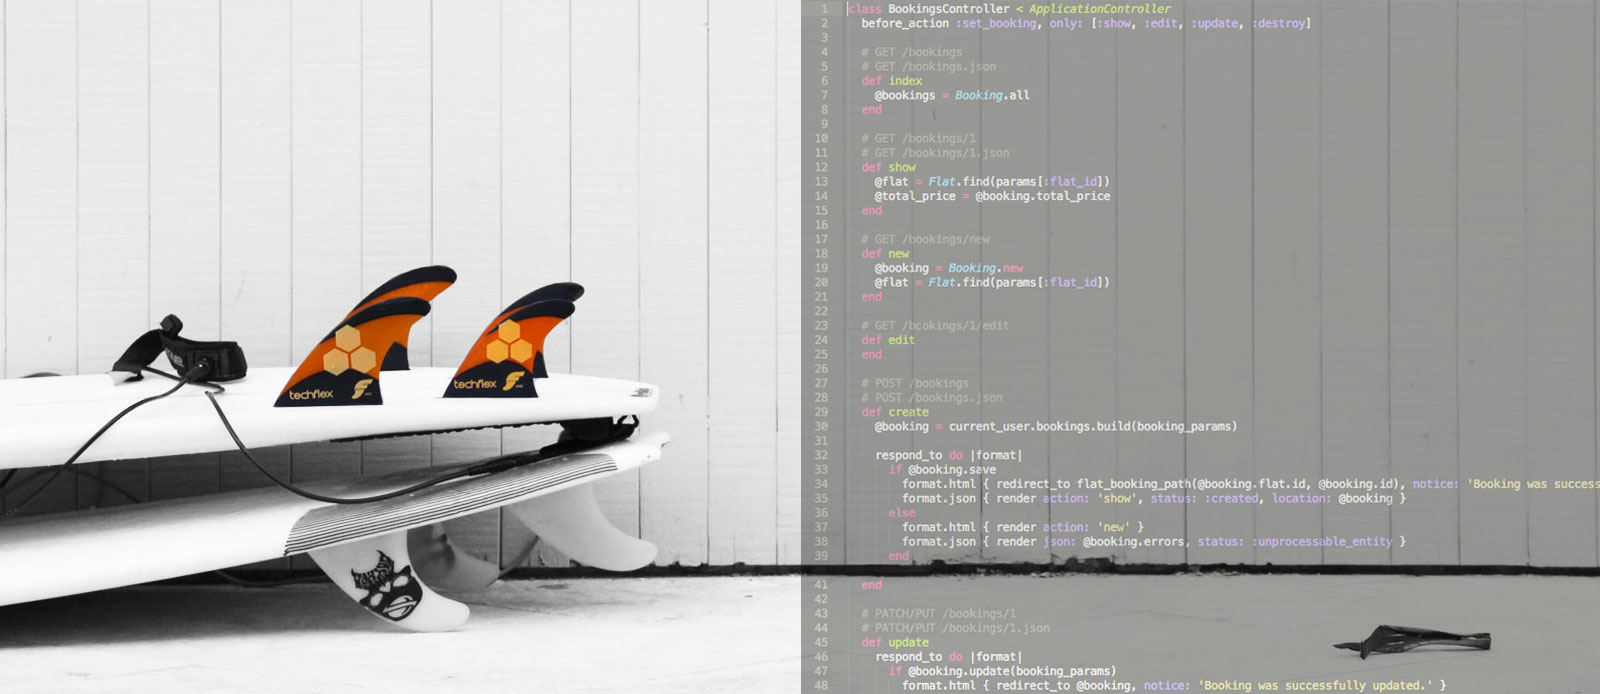 techflex
techflex
1 class BookingsController < ApplicationController
2 before_action :set_booking, only: [:show, :edit, :update, :destroy]
3
4 # GET /bookings
5 # GET /bookings.json
6 def index
7 @bookings = Booking.all
8 end
9
10 # GET /bookings/1
11 # GET /bookings/1.json
12 def show
13 @flat = Flat.find(params[:flat_id])
14 @total_price = @booking.total_price
15 end
16
17 # GET /bookings/new
18 def new
19 @booking = Booking.new
20 @flat = Flat.find(params[:flat_id])
21 end
22
23 # GET /bookings/1/edit
24 def edit
25 end
26
27 # POST /bookings
28 # POST /bookings.json
29 def create
30 @booking = current_user.bookings.build(booking_params)
31
32 respond_to do |format|
33 if @booking.save
34 format.html { redirect_to flat_booking_path(@booking.flat.id, @booking.id), notice: 'Booking was success
35 format.json { render action: 'show', status: :created, location: @booking }
36 else
37 format.html { render action: 'new' }
38 format.json { render json: @booking.errors, status: :unprocessable_entity }
39 end
41 end
42
43 # PATCH/PUT /bookings/1
44 # PATCH/PUT /bookings/1.json
45 def update
46 respond_to do |format|
47 if @booking.update(booking_params)
48 format.html { redirect_to @booking, notice: 'Booking was successfully updated.' }